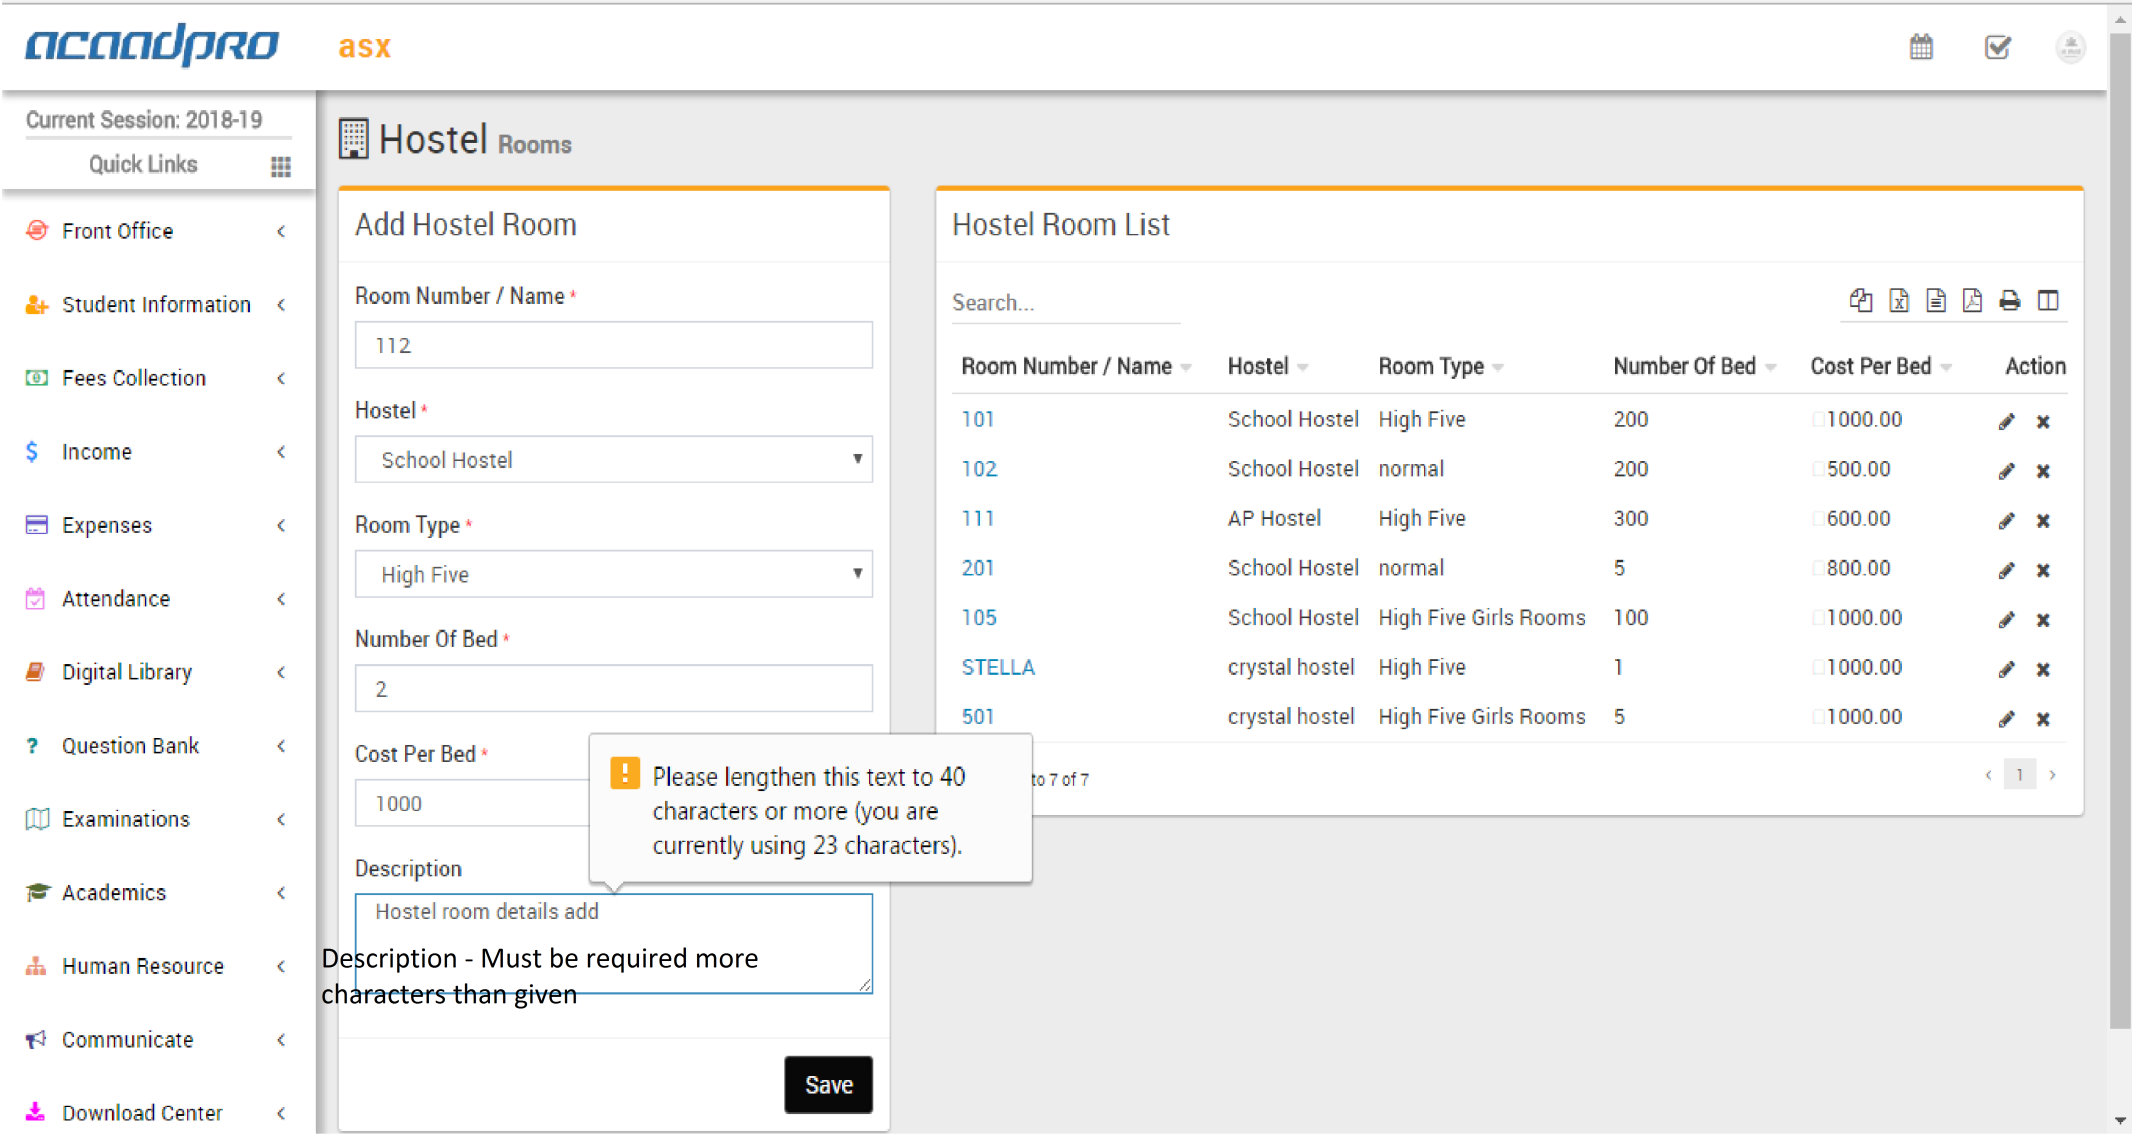 acaadpro
asx
Current Session: 2018-19
Quick Links
Front Office
Student Information
Fees Collection
Income
Expenses
Attendance
Digital Library
Question Bank
Examinations
Academics
Human Resource
Communicate
Download Center
Hostel Rooms
Add Hostel Room
Room Number / Name *
112
Hostel *
School Hostel
Room Type *
High Five
Number Of Bed *
2
Cost Per Bed *
1000
Please lengthen this text to 40
characters or more (you are
currently using 23 characters).
Description
Hostel room details add
Description - Must be required more
characters than given
Save
Hostel Room List
Search...
Room Number / Name Hostel Room Type Number Of Bed Cost Per Bed Action
101 School Hostel High Five 200 1000.00
102 School Hostel normal 200 500.00
111 AP Hostel High Five 300 600.00
201 School Hostel normal 5 800.00
105 School Hostel High Five Girls Rooms 100 1000.00
STELLA crystal hostel High Five 1 1000.00
501 crystal hostel High Five Girls Rooms 5 1000.00
to 7 of 7
1